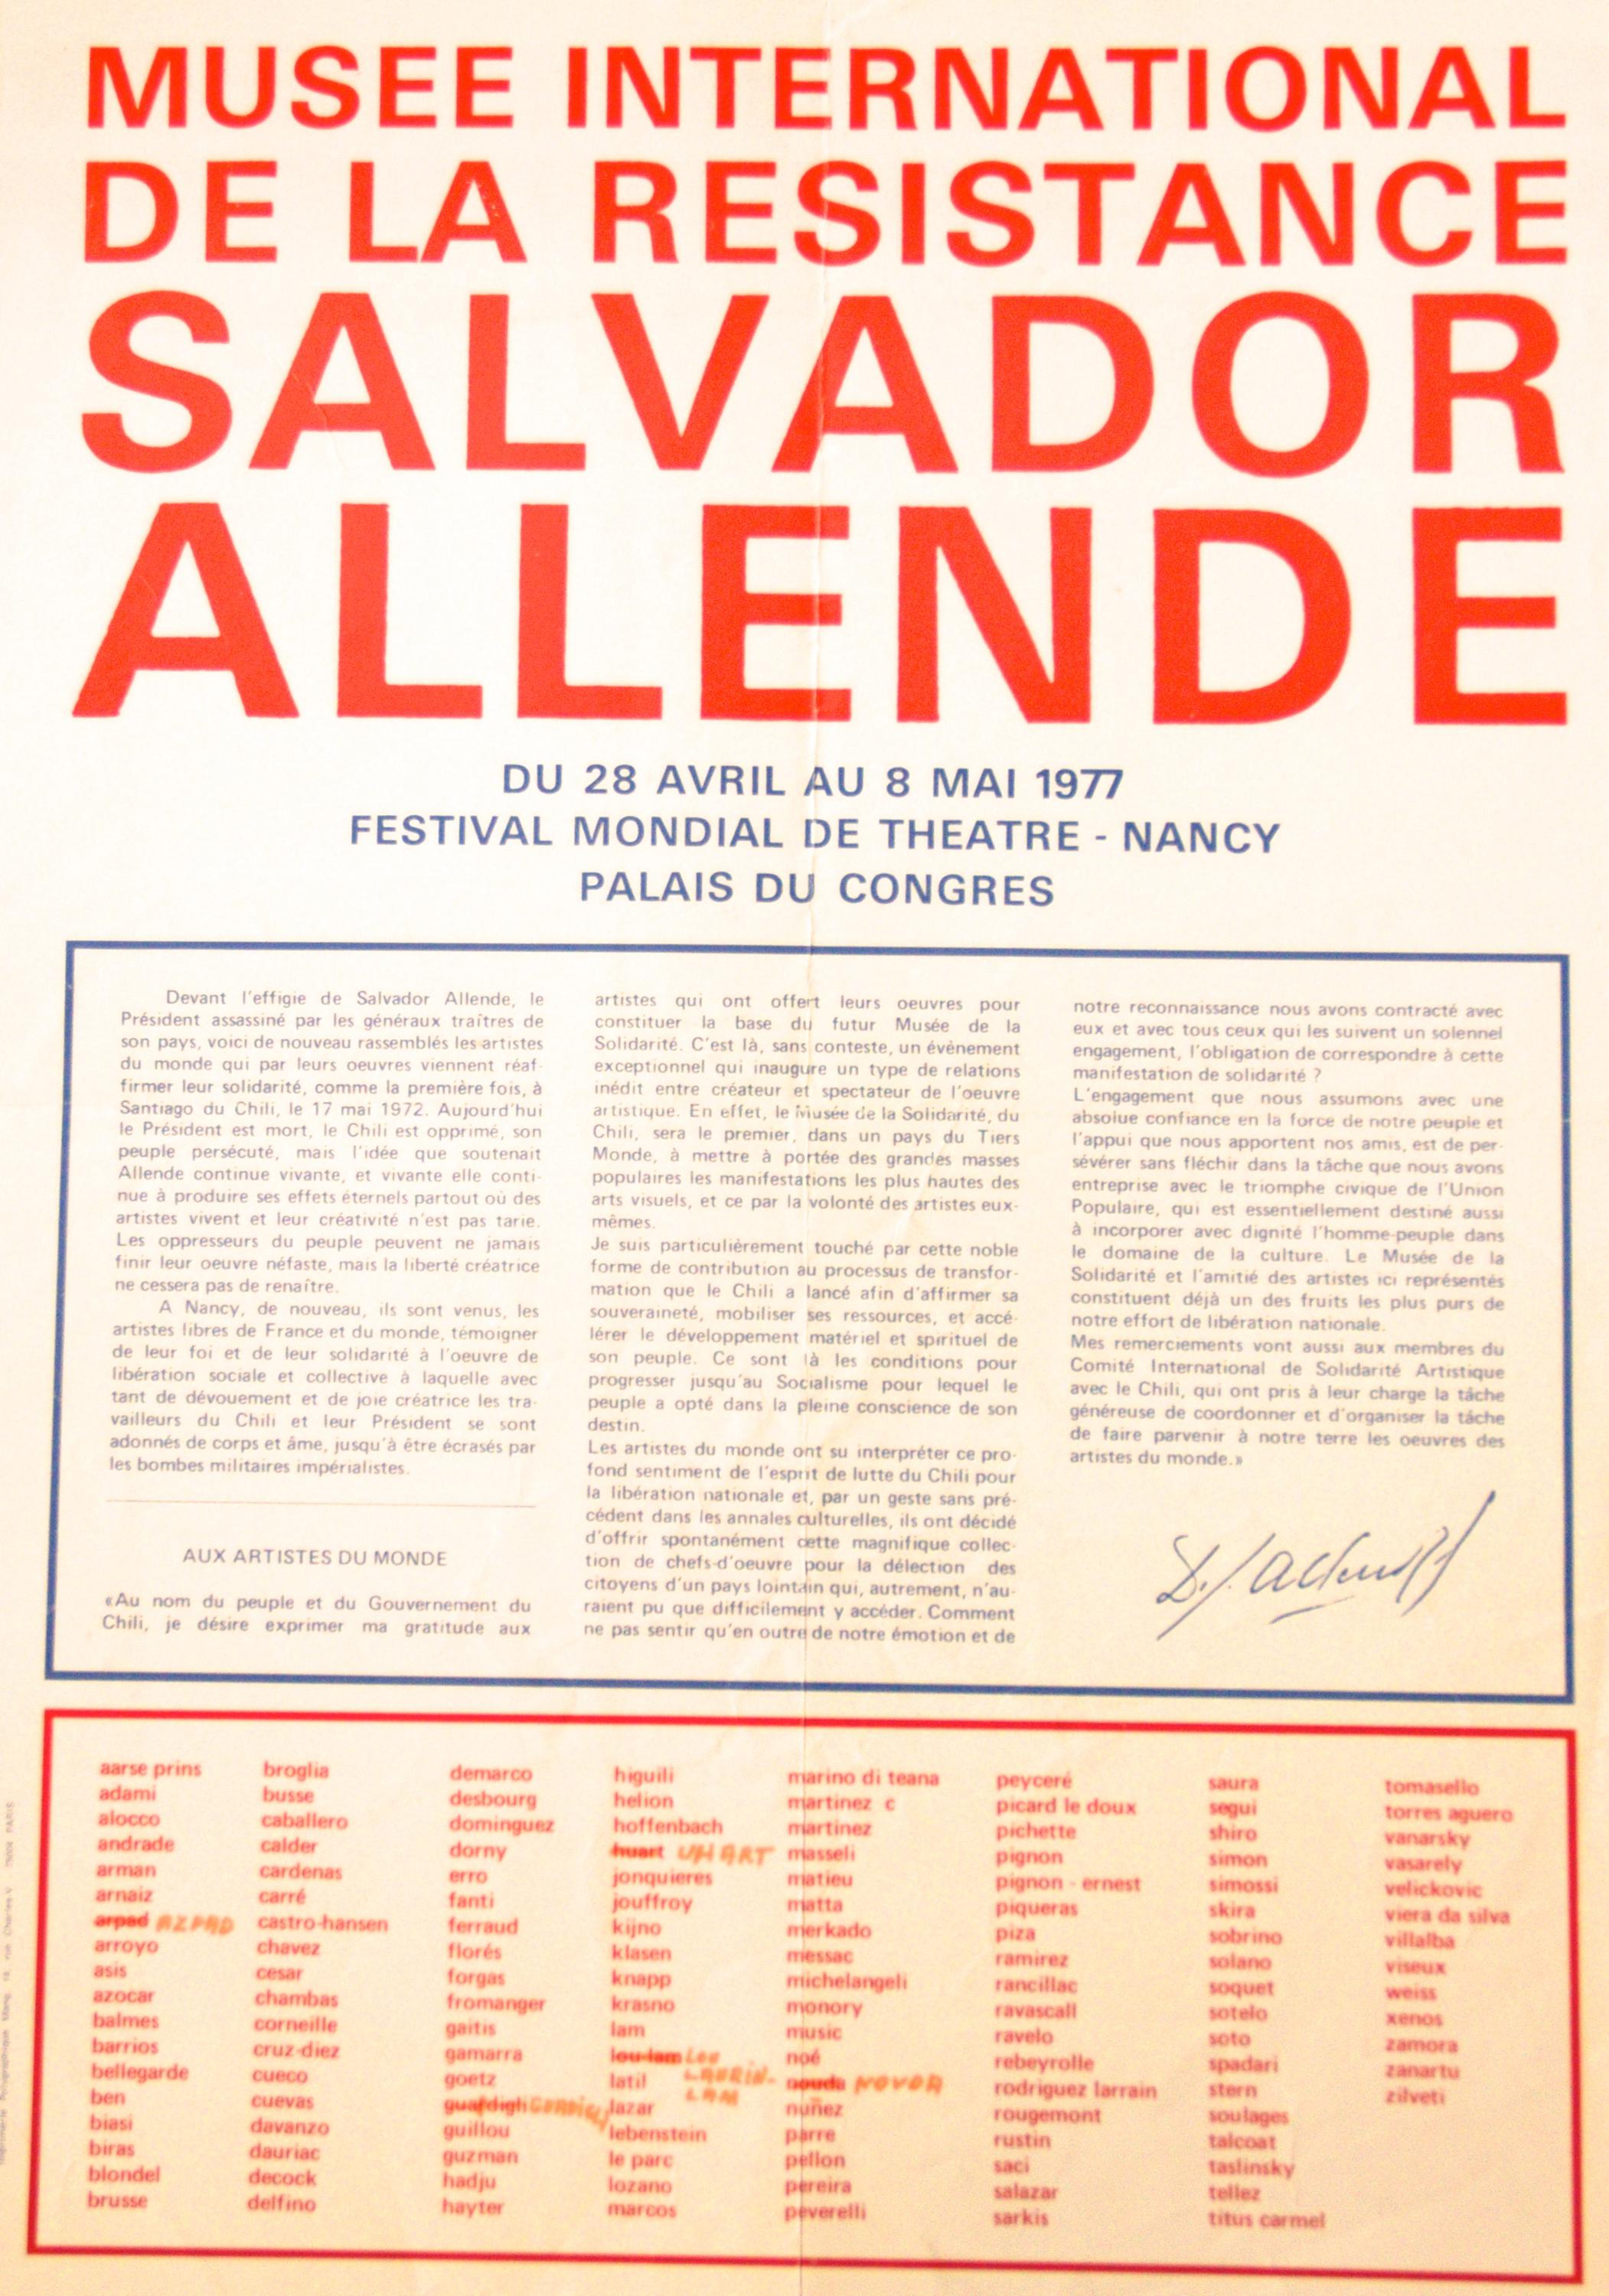 MUSEE INTERNATIONAL
DE LA RESISTANCE
SALVADOR
ALLENDE
DU 28 AVRIL AU 8 MAI 1977
FESTIVAL MONDIAL DE THEATRE - NANCY
PALAIS DU CONGRES
Devant l'effigie de Salvador Allende, le
Président assassiné par les généraux traîtres de
son pays, voici de nouveau rassemblés les artistes
du monde qui par leurs oeuvres viennent réaf-
firmer leur solidarité, comme la première fois, à
Santiago du Chili, le 17 mai 1972. Aujourd'hui
le Président est mort, le Chili est opprimé, son
peuple persécuté, mais l'idée que soutenait
Allende continue vivante, et vivante elle conti-
nue à produire ses effets éternels partout où des
artistes vivent et leur créativité n'est pas tarie.
Les oppresseurs du peuple peuvent ne jamais
finir leur oeuvre néfaste, mais la liberté créatrice
ne cessera pas de renaître.
A Nancy, de nouveau, ils sont venus, les
artistes libres de France et du monde, témoigner
de leur foi et de leur solidarité à l'oeuvre de
libération sociale et collective à laquelle avec
tant de dévouement et de joie créatrice les tra-
vailleurs du Chili et leur Président se sont
adonnés de corps et âme, jusqu'à être écrasés par
les bombes militaires impérialistes.
AUX ARTISTES DU MONDE
«Au nom du peuple et du Gouvernement du
Chili, je désire exprimer ma gratitude aux
artistes qui ont offert leurs oeuvres pour
constituer la base du futur Musée de la
Solidarité. C'est là, sans conteste, un évènement
exceptionnel qui inaugure un type de relations
inédit entre créateur et spectateur de l'oeuvre
artistique. En effet, le Musée de la Solidarité, du
Chili, sera le premier, dans un pays du Tiers
Monde, à mettre à portée des grandes masses
populaires les manifestations les plus hautes des
arts visuels, et ce par la volonté des artistes eux-
mêmes.
Je suis particulièrement touché par cette noble
forme de contribution au processus de transfor-
mation que le Chili a lancé afin d'affirmer sa
souveraineté, mobiliser ses ressources, et accé-
lérer le développement matériel et spirituel de
son peuple. Ce sont là les conditions pour
progresser jusqu'au Socialisme pour lequel le
peuple a opté dans la pleine conscience de son
destin.
Les artistes du monde ont su interpréter ce pro-
fond sentiment de l'esprit de lutte du Chili pour
la libération nationale et, par un geste sans pré-
cédent dans les annales culturelles, ils ont décidé
d'offrir spontanément cette magnifique collec-
tion de chefs-d'oeuvre pour la délection des
citoyens d'un pays lointain qui, autrement, n'au-
raient pu que difficilement y accéder. Comment
ne pas sentir qu'en outre de notre émotion et de
notre reconnaissance nous avons contracté avec
eux et avec tous ceux qui les suivent un solennel
engagement, l'obligation de correspondre à cette
manifestation de solidarité ?
L'engagement que nous assumons avec une
absolue confiance en la force de notre peuple et
l'appui que nous apportent nos amis, est de per-
sévérer sans fléchir dans la tâche que nous avons
entreprise avec le triomphe civique de l'Union
Populaire, qui est essentiellement destiné aussi
à incorporer avec dignité l'homme-peuple dans
le domaine de la culture. Le Musée de la
Solidarité et l'amitié des artistes ici représentés
constituent déjà un des fruits les plus purs de
notre effort de libération nationale.
Mes remerciements vont aussi aux membres du
Comité International de Solidarité Artistique
avec le Chili, qui ont pris à leur charge la tâche
généreuse de coordonner et d'organiser la tâche
de faire parvenir à notre terre les oeuvres des
artistes du monde.»
aarse prins
adami
alocco
andrade
arman
arnaiz
arpad AZPAD
arroyo
asis
azocar
balmes
barrios
bellegarde
ben
biasi
biras
blondel
brusse
broglia
busse
caballero
calder
cardenas
carré
castro-hansen
chavez
cesar
chambas
corneille
cruz-diez
cueco
cuevas
davanzo
dauriac
decock
delfino
demarco
desbourg
dominguez
dorny
erro
fanti
ferraud
florés
forgas
fromanger
gaitis
gamarra
goetz
guardigli
guillou
guzman
hadju
hayter
higuili
helion
hoffenbach
huart UHART
jonquieres
jouffroy
kijno
klasen
knapp
krasno
lam
lou-lam Lou
LAURIN-
LAM
latil
lazar
lebenstein
le parc
lozano
marcos
marino di teana
martinez c
martinez
masseli
matieu
matta
merkado
messac
michelangeli
monory
music
noé
nouda NOVOA
nuñez
parre
pellon
pereira
peverelli
peyceré
picard le doux
pichette
pignon
pignon - ernest
piqueras
piza
ramirez
rancillac
ravascall
ravelo
rebeyrolle
rodriguez larrain
rougemont
rustin
saci
salazar
sarkis
saura
segui
shiro
simon
simossi
skira
sobrino
solano
soquet
sotelo
soto
spadari
stern
soulages
talcoat
taslinsky
tellez
titus carmel
tomasello
torres aguero
vanarsky
vasarely
velickovic
viera da silva
villalba
viseux
weiss
xenos
zamora
zanartu
zilveti